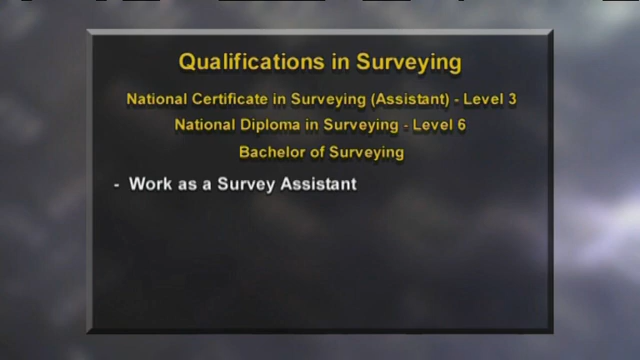 Qualifications in Surveying
National Certificate in Surveying (Assistant) - Level 3
National Diploma in Surveying - Level 6
Bachelor of Surveying
- Work as a Survey Assistant